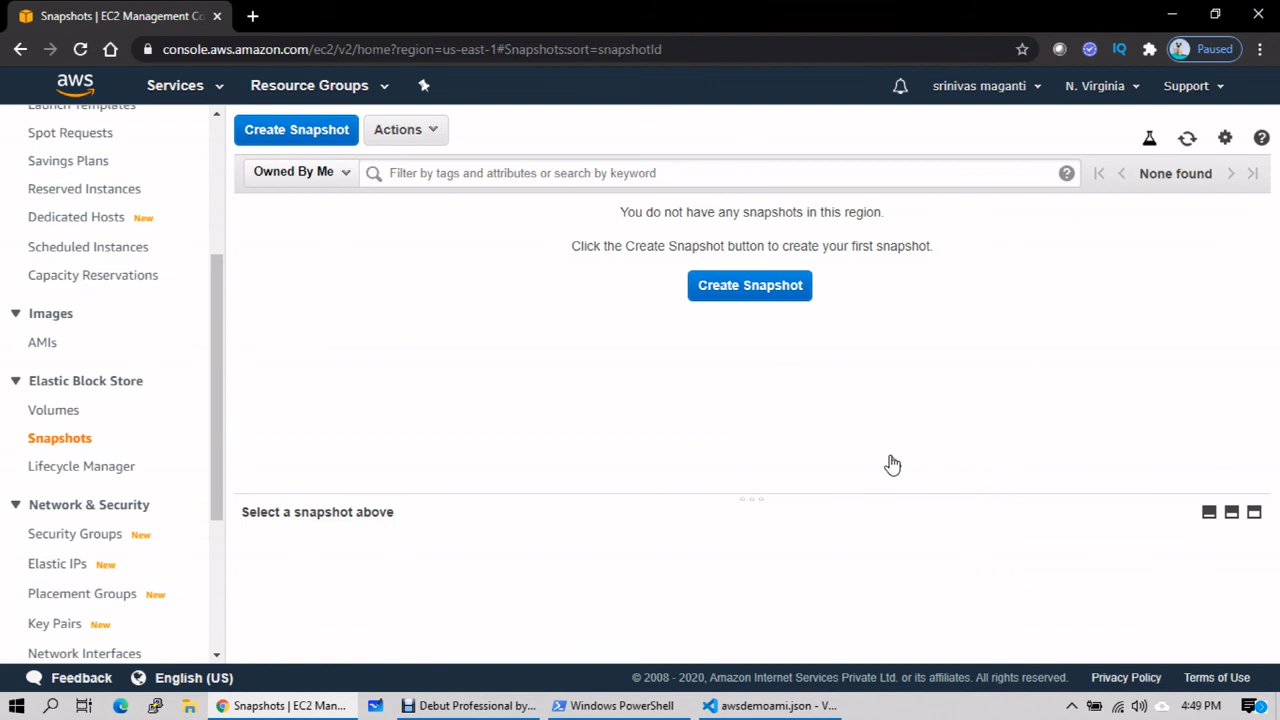 Snapshots | EC2 Management Co
console.aws.amazon.com/ec2/v2/home?region=us-east-1#Snapshots:sort=snapshotId
IQ
Paused
aws
Services
Resource Groups
srinivas maganti
N. Virginia
Support
Launch Templates
Spot Requests
Savings Plans
Reserved Instances
Dedicated Hosts New
Scheduled Instances
Capacity Reservations
Images
AMIs
Elastic Block Store
Volumes
Snapshots
Lifecycle Manager
Network & Security
Security Groups New
Elastic IPs New
Placement Groups New
Key Pairs New
Network Interfaces
Create Snapshot
Actions
Owned By Me
Filter by tags and attributes or search by keyword
None found
You do not have any snapshots in this region.
Click the Create Snapshot button to create your first snapshot.
Create Snapshot
Select a snapshot above
Feedback
English (US)
© 2008 - 2020, Amazon Internet Services Private Ltd. or its affiliates. All rights reserved.
Privacy Policy
Terms of Use
Snapshots | EC2 Man...
Debut Professional by...
Windows PowerShell
awsdemoami.json - V...
4:49 PM